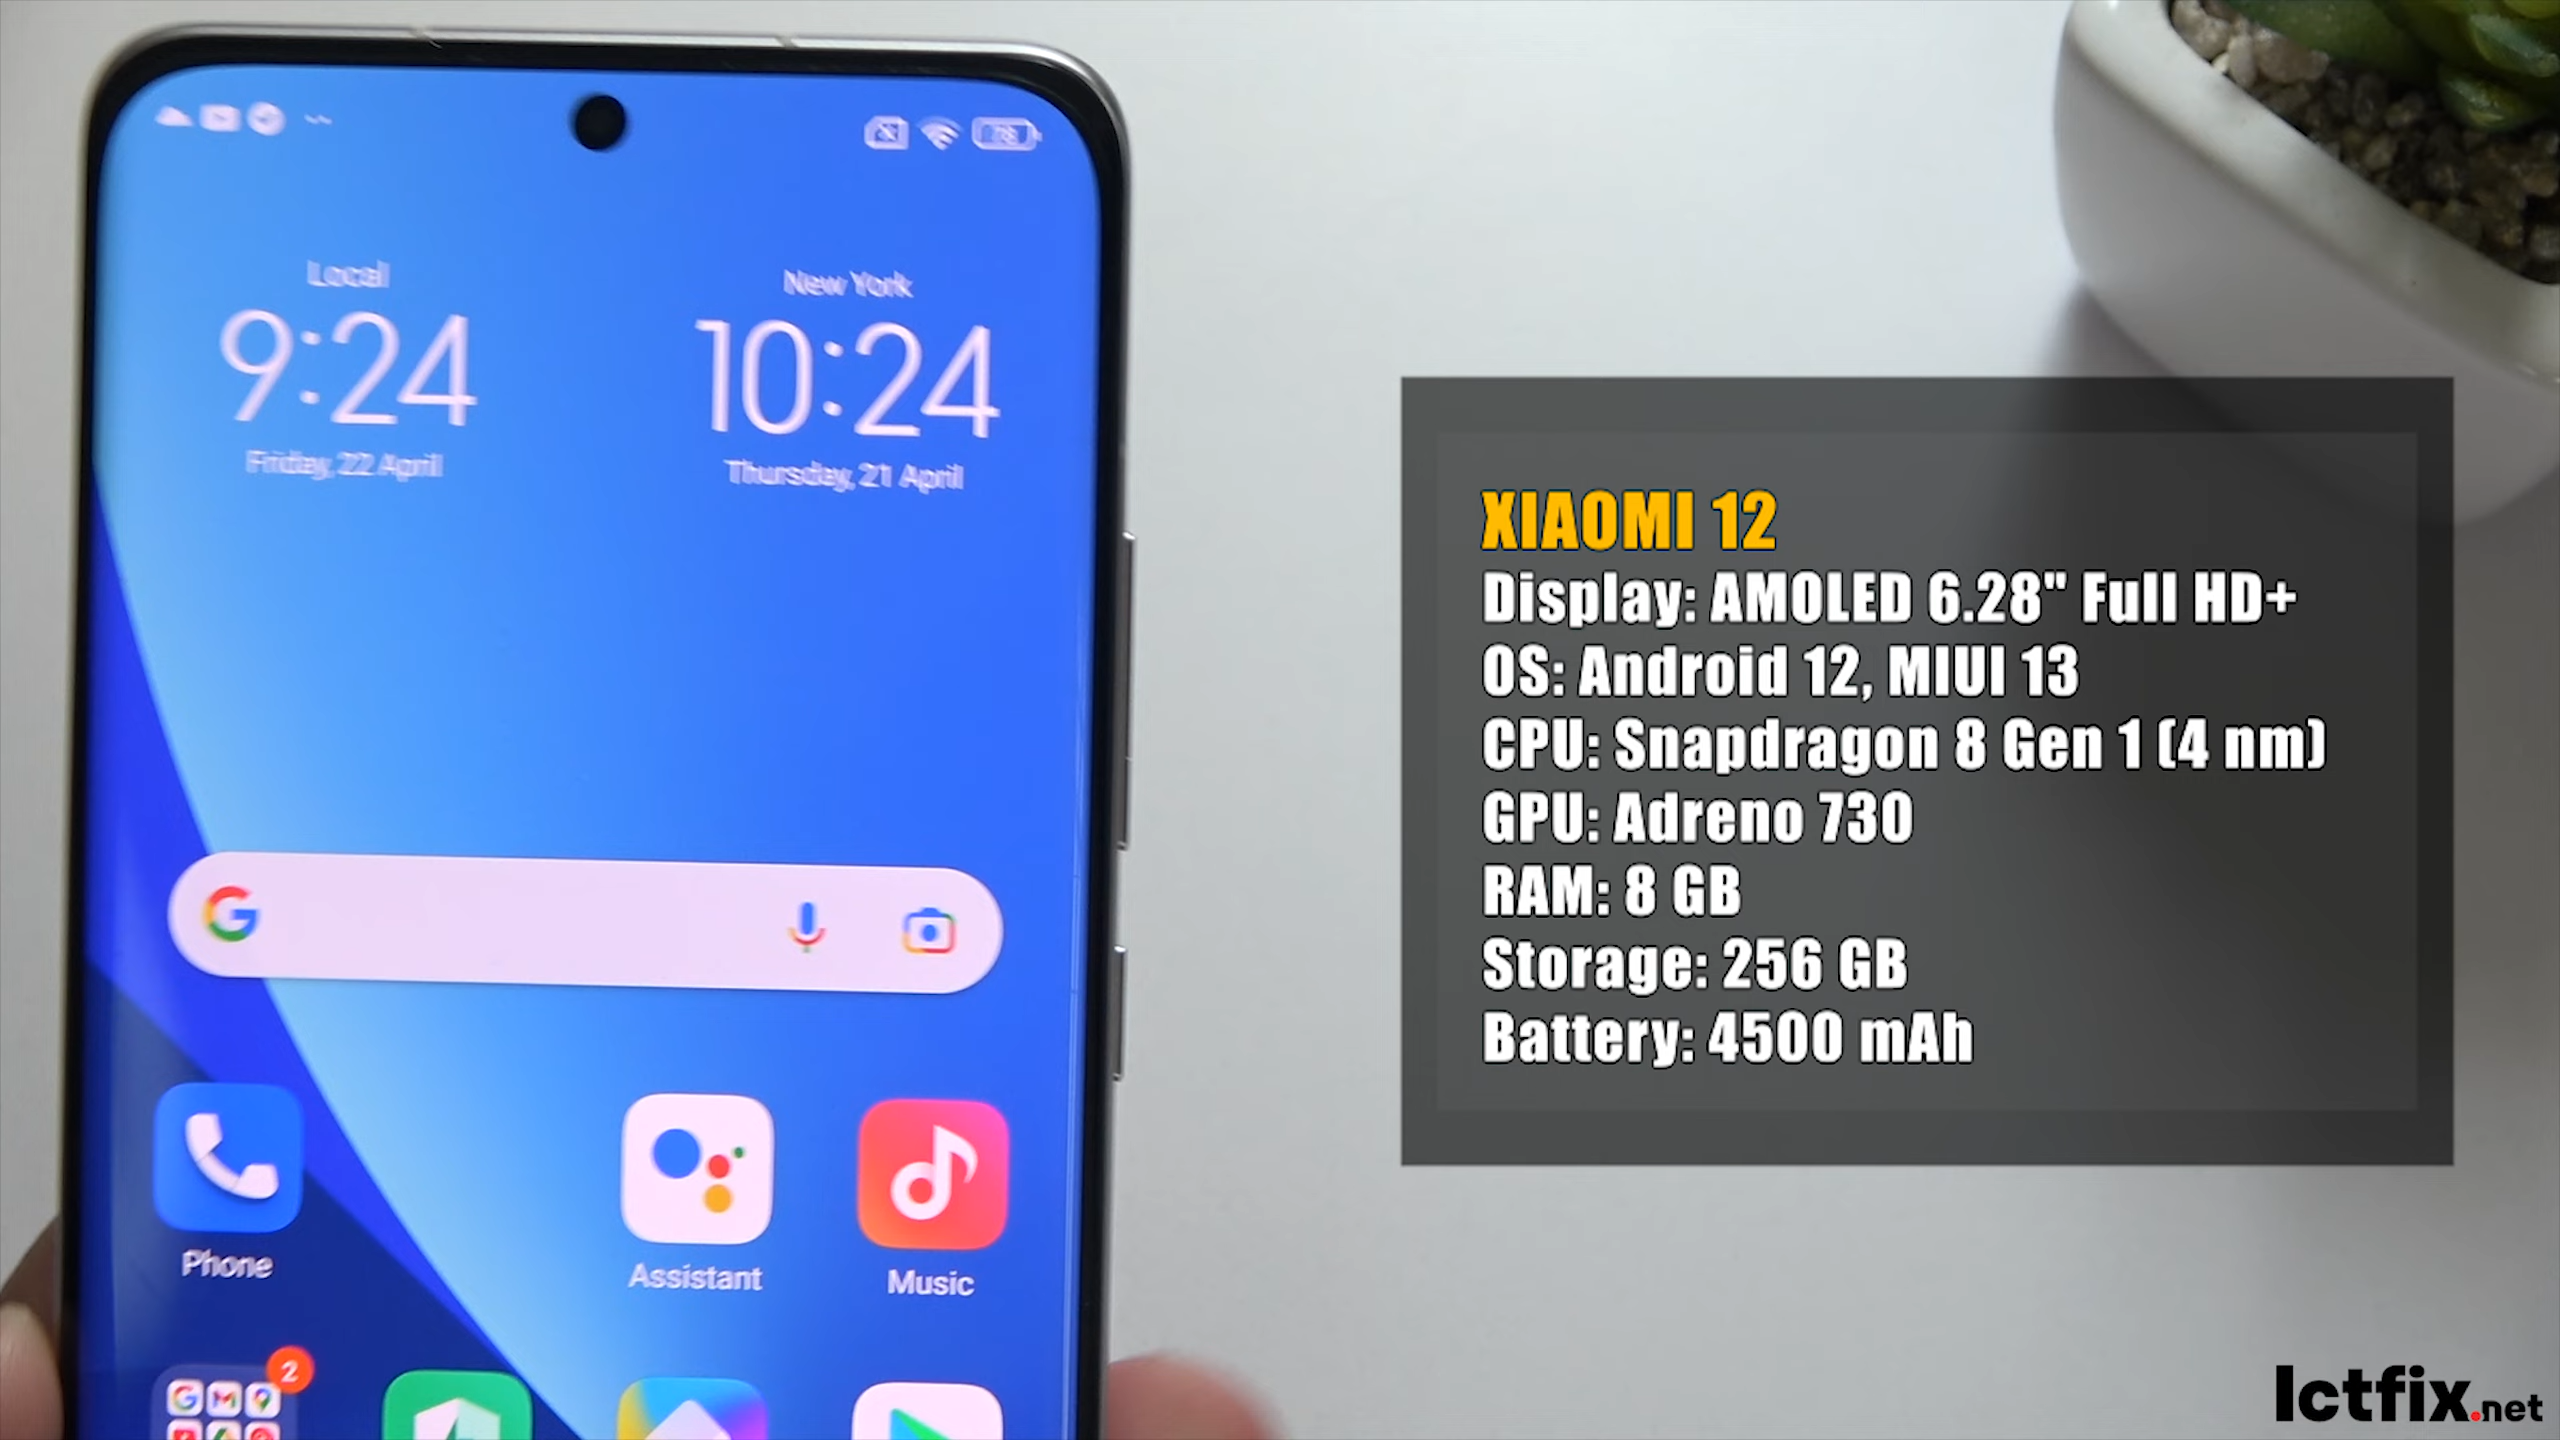 78
Local
New York
9:24
10:24
Friday, 22 April
Thursday, 21 April
XIAOMI 12
Display: AMOLED 6.28" Full HD+
OS: Android 12, MIUI 13
CPU: Snapdragon 8 Gen 1 (4 nm)
GPU: Adreno 730
RAM: 8 GB
Storage: 256 GB
Battery: 4500 mAh
Phone
Assistant
Music
2
Ictfix.net